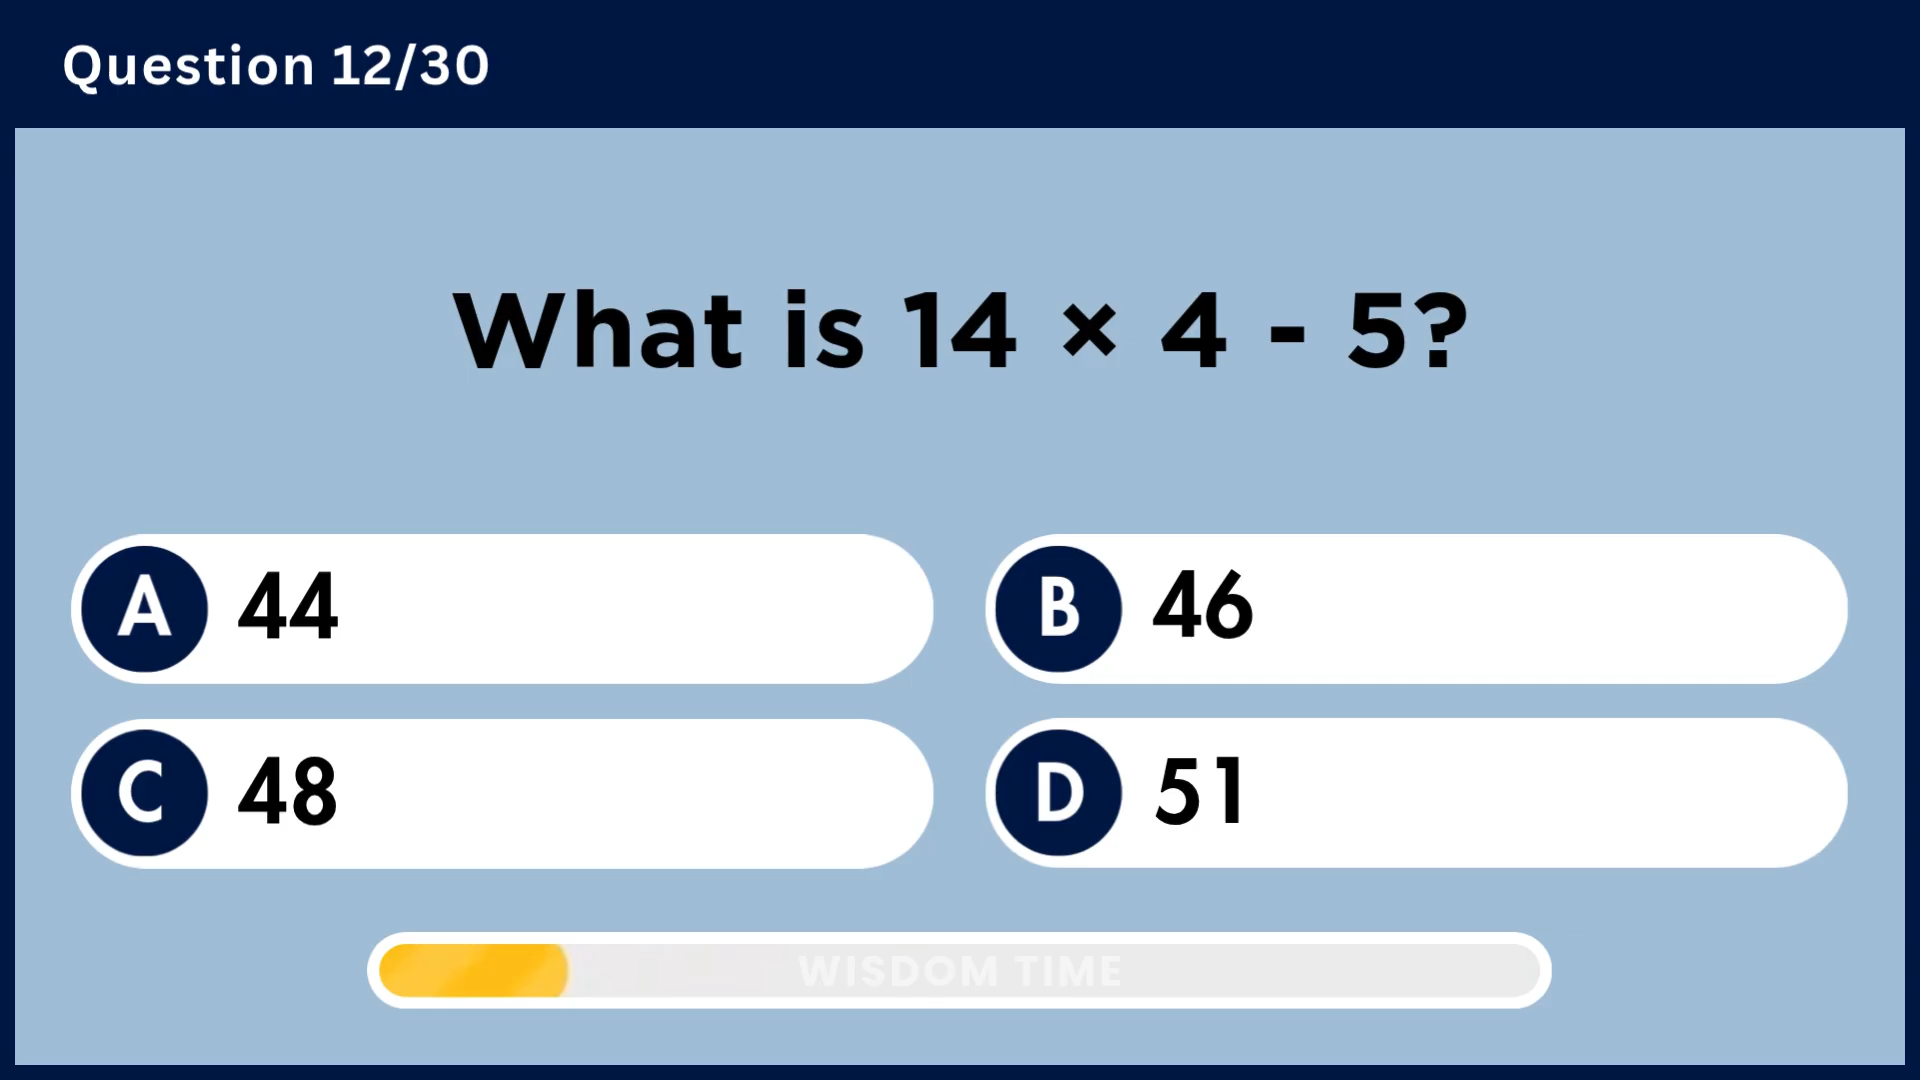 Question 12/30
What is 14 × 4 - 5?
A 44
B 46
C 48
D 51
WISDOM TIME